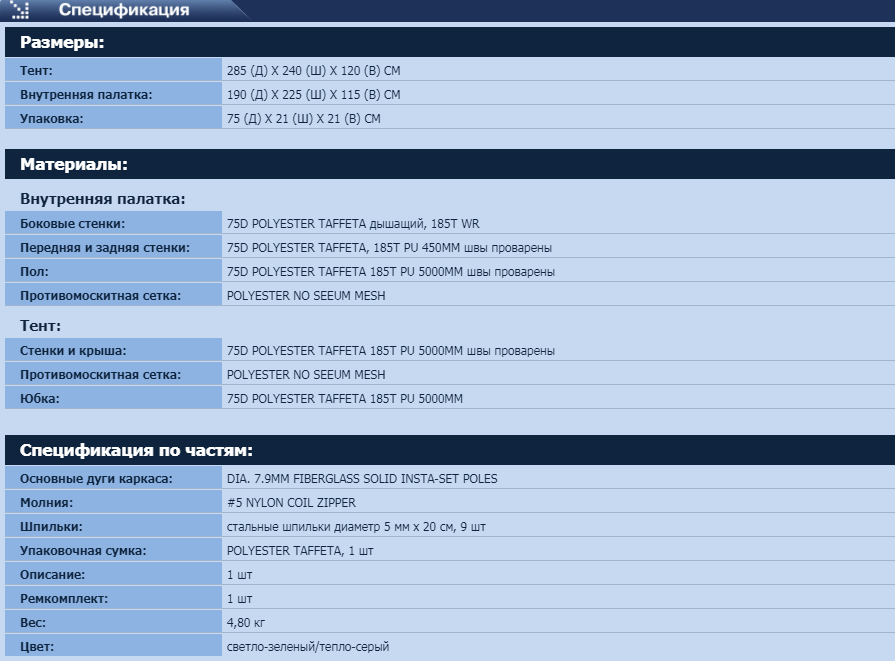 Спецификация
Размеры:
Тент: 285 (Д) X 240 (Ш) X 120 (В) СМ
Внутренняя палатка: 190 (Д) X 225 (Ш) X 115 (В) СМ
Упаковка: 75 (Д) X 21 (Ш) X 21 (В) СМ
Материалы:
Внутренняя палатка:
Боковые стенки: 75D POLYESTER TAFFETA дышащий, 185T WR
Передняя и задняя стенки: 75D POLYESTER TAFFETA, 185T PU 450MM швы проварены
Пол: 75D POLYESTER TAFFETA 185T PU 5000MM швы проварены
Противомоскитная сетка: POLYESTER NO SEEUM MESH
Тент:
Стенки и крыша: 75D POLYESTER TAFFETA 185T PU 5000MM швы проварены
Противомоскитная сетка: POLYESTER NO SEEUM MESH
Юбка: 75D POLYESTER TAFFETA 185T PU 5000MM
Спецификация по частям:
Основные дуги каркаса: DIA. 7.9MM FIBERGLASS SOLID INSTA-SET POLES
Молния: #5 NYLON COIL ZIPPER
Шпильки: стальные шпильки диаметр 5 мм x 20 см, 9 шт
Упаковочная сумка: POLYESTER TAFFETA, 1 шт
Описание: 1 шт
Ремкомплект: 1 шт
Вес: 4,80 кг
Цвет: светло-зеленый/тепло-серый